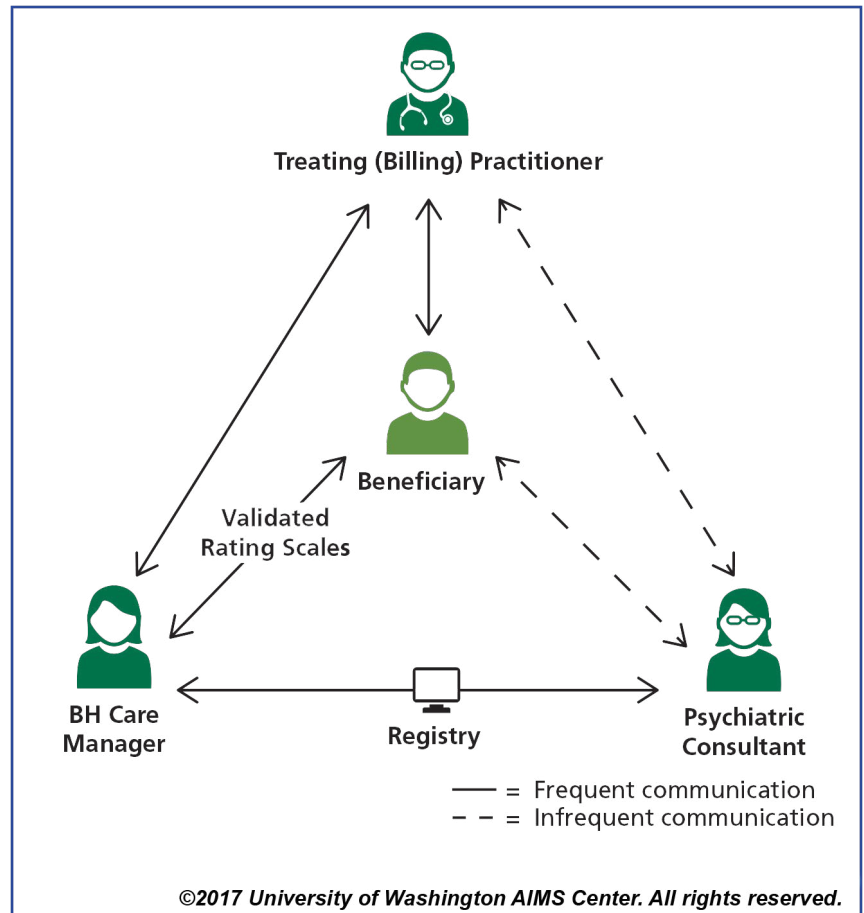 Treating (Billing) Practitioner
Beneficiary
Validated
Rating Scales
BH Care
Manager
Registry
Psychiatric
Consultant
= Frequent communication
= Infrequent communication
©2017 University of Washington AIMS Center. All rights reserved.